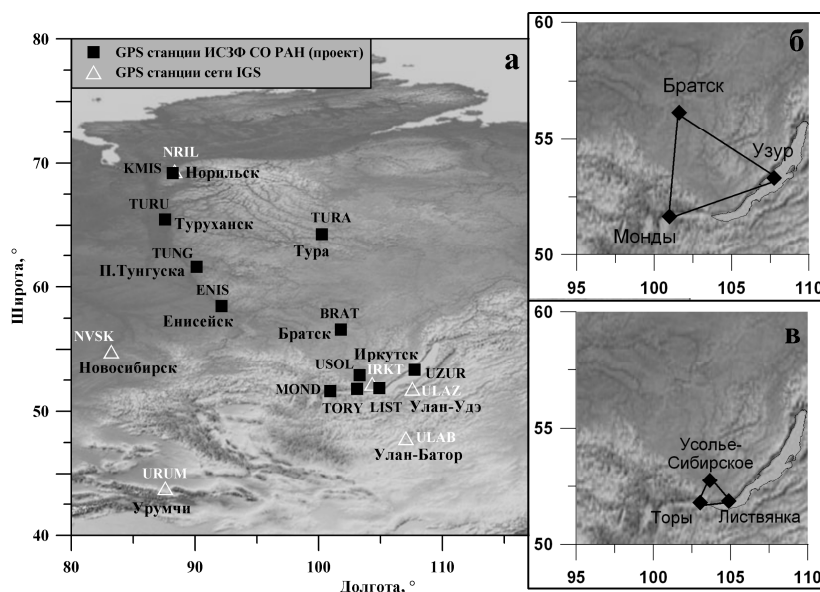 GPS станции ИСЗФ СО РАН (проект)
GPS станции сети IGS
а
80
70
60
50
40
80
90
100
110
Широта, °
Долгота, °
NRIL
KMIS
Норильск
TURU
Туруханск
TURA
Тура
TUNG
П.Тунгуска
ENIS
Енисейск
BRAT
Братск
NVSK
Новосибирск
Иркутск
USOL
IRKT
UZUR
MOND
ULAZ
TORY
LIST
Улан-Удэ
ULAB
Улан-Батор
URUM
Урумчи
б
60
55
50
95
100
105
110
Братск
Узур
Монды
в
60
55
50
95
100
105
110
Усолье-
Сибирское
Торы
Листвянка